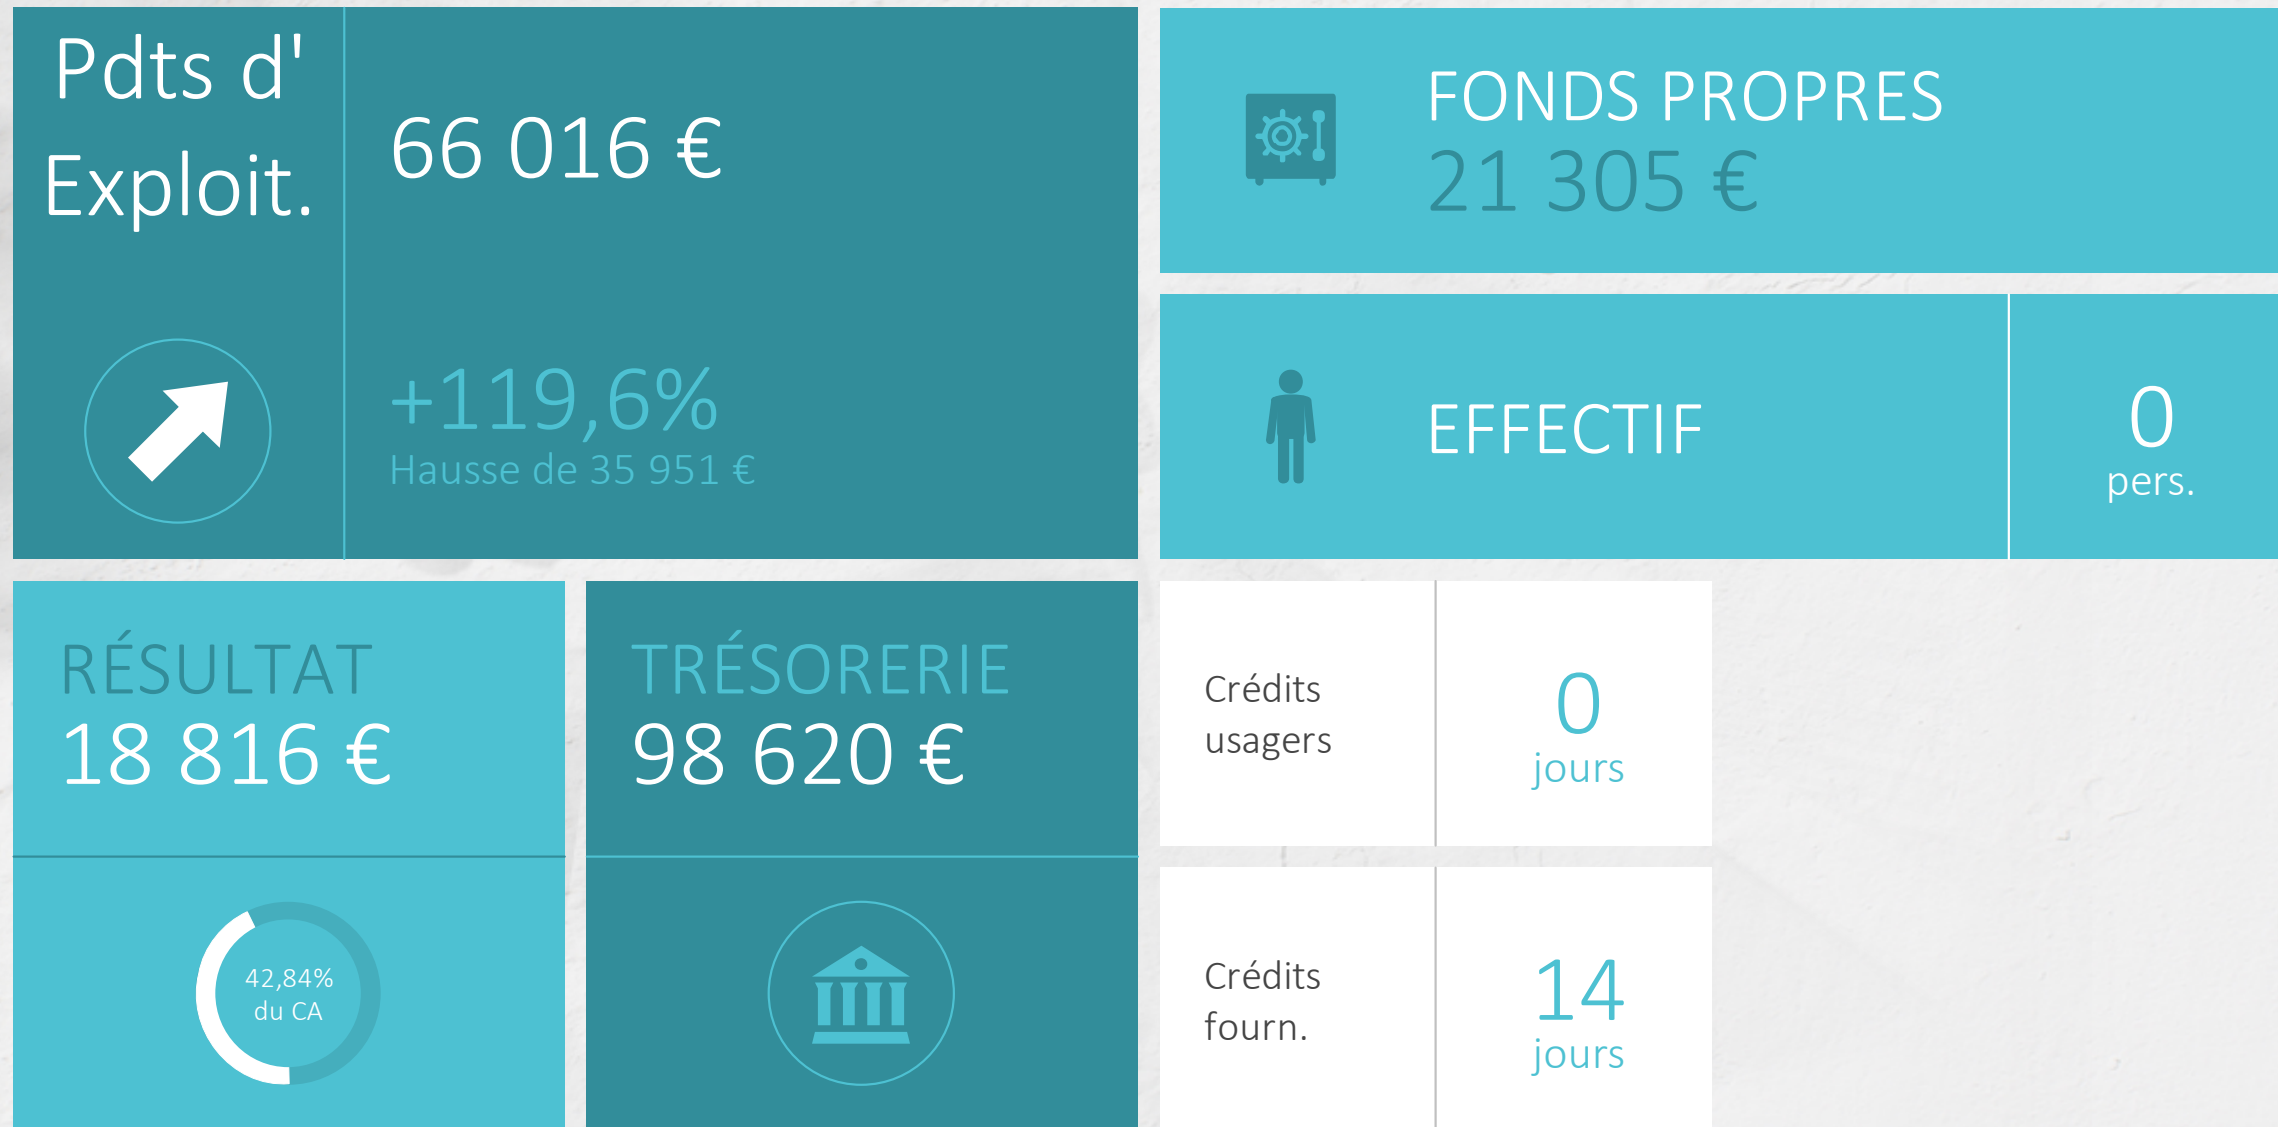 Pdts d'
Exploit.
66 016 €
+119,6%
Hausse de 35 951 €
FONDS PROPRES
21 305 €
EFFECTIF
0
pers.
RÉSULTAT
18 816 €
42,84%
du CA
TRÉSORERIE
98 620 €
Crédits
usagers
0
jours
Crédits
fourn.
14
jours